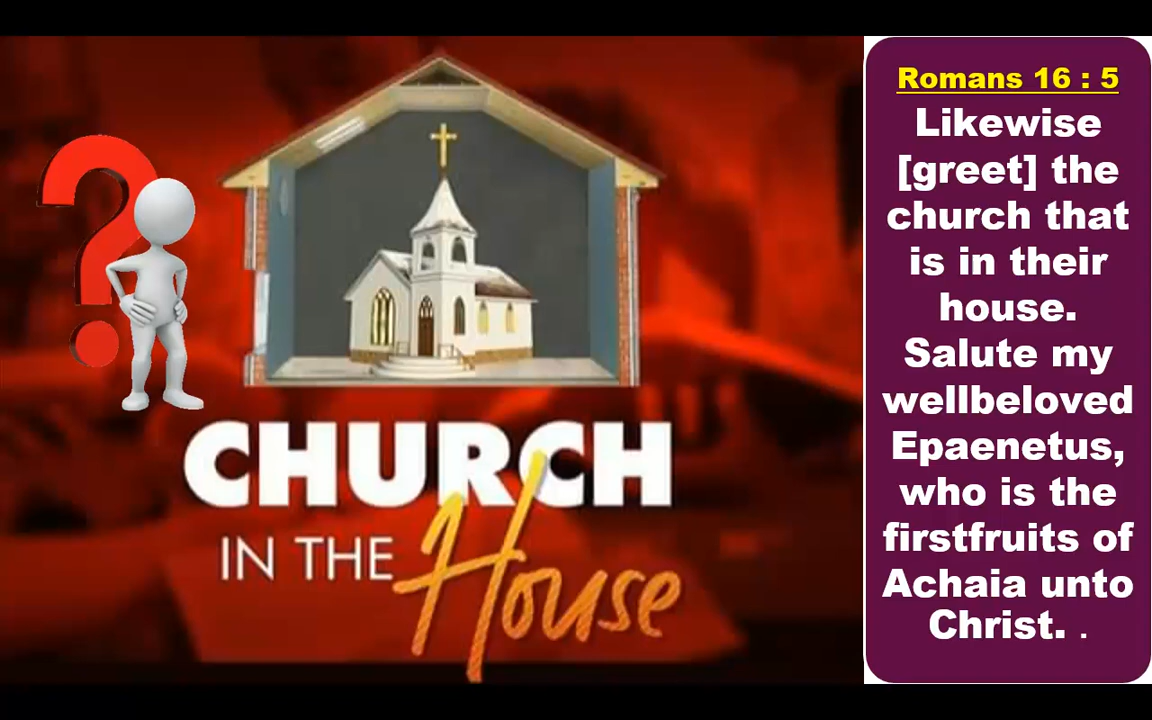 CHURCH
IN THE House
Romans 16 : 5
Likewise
[greet] the
church that
is in their
house.
Salute my
wellbeloved
Epaenetus,
who is the
firstfruits of
Achaia unto
Christ. .